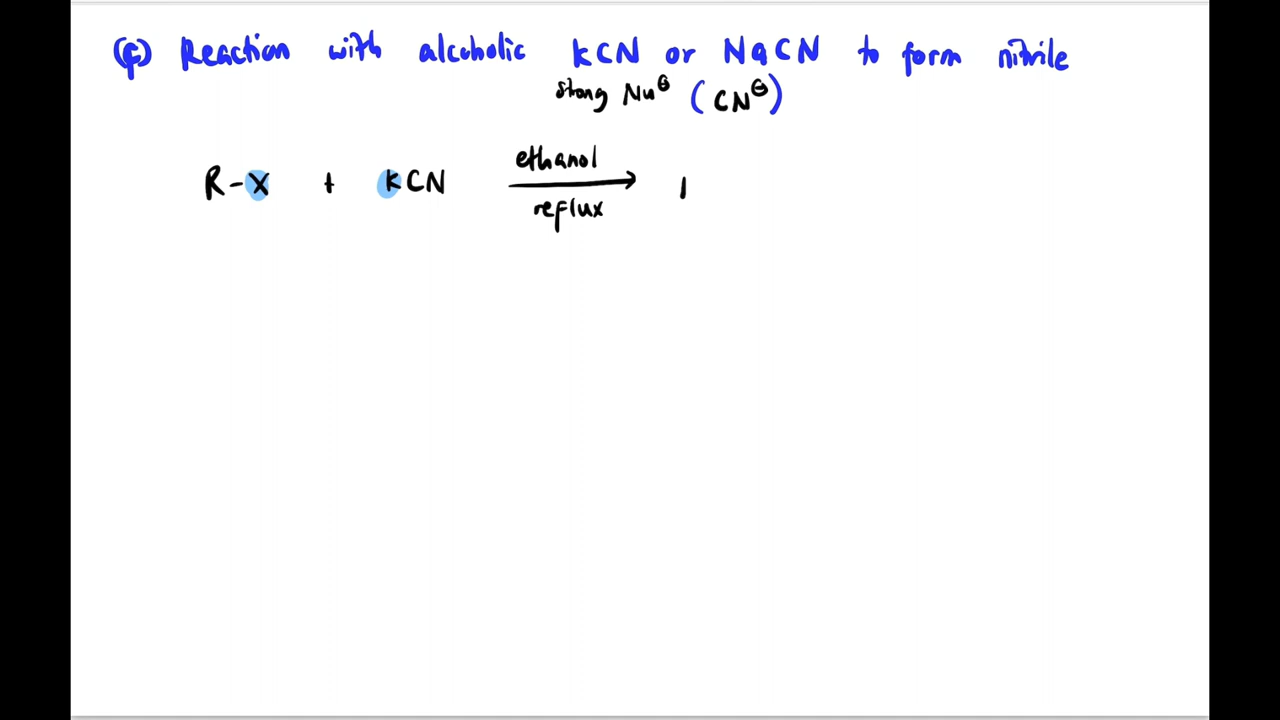 (f) Reaction with alcoholic KCN or NaCN to form nitrile
strong Nu⊖ (CN⊖)
ethanol
R-X + KCN
reflux